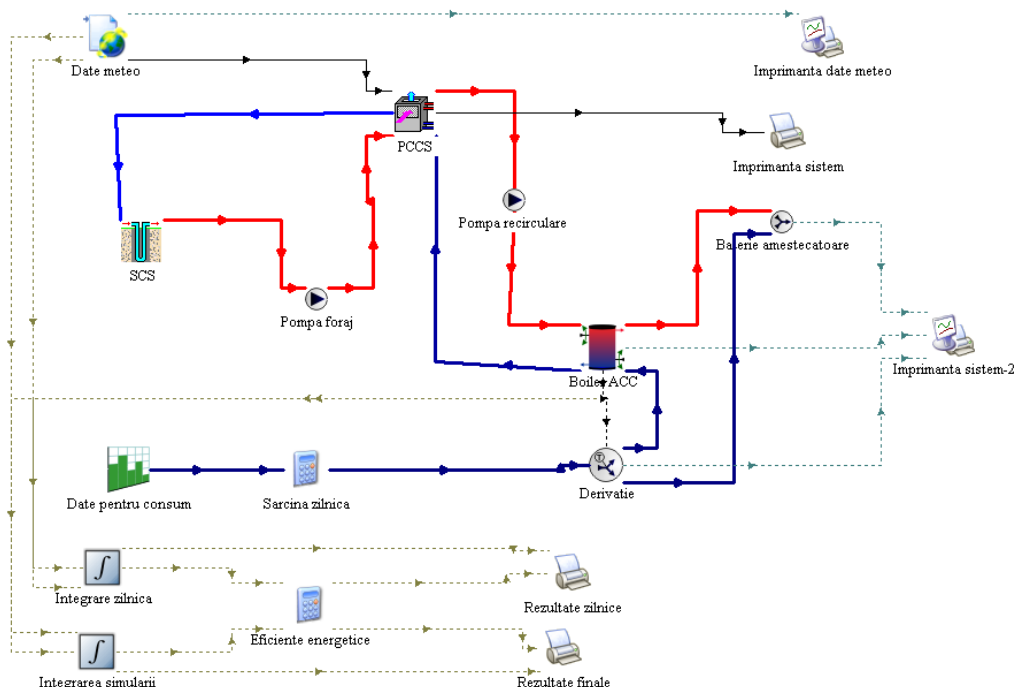 Date meteo
Imprimanta date meteo
PCCS
Imprimanta sistem
Pompa recirculare
Baterie amestecatoare
SCS
Pompa foraj
Imprimanta sistem-2
Boiler ACC
Date pentru consum
Sarcina zilnica
Derivatie
Integrare zilnica
Rezultate zilnice
Eficiente energetice
Integrarea simularii
Rezultate finale